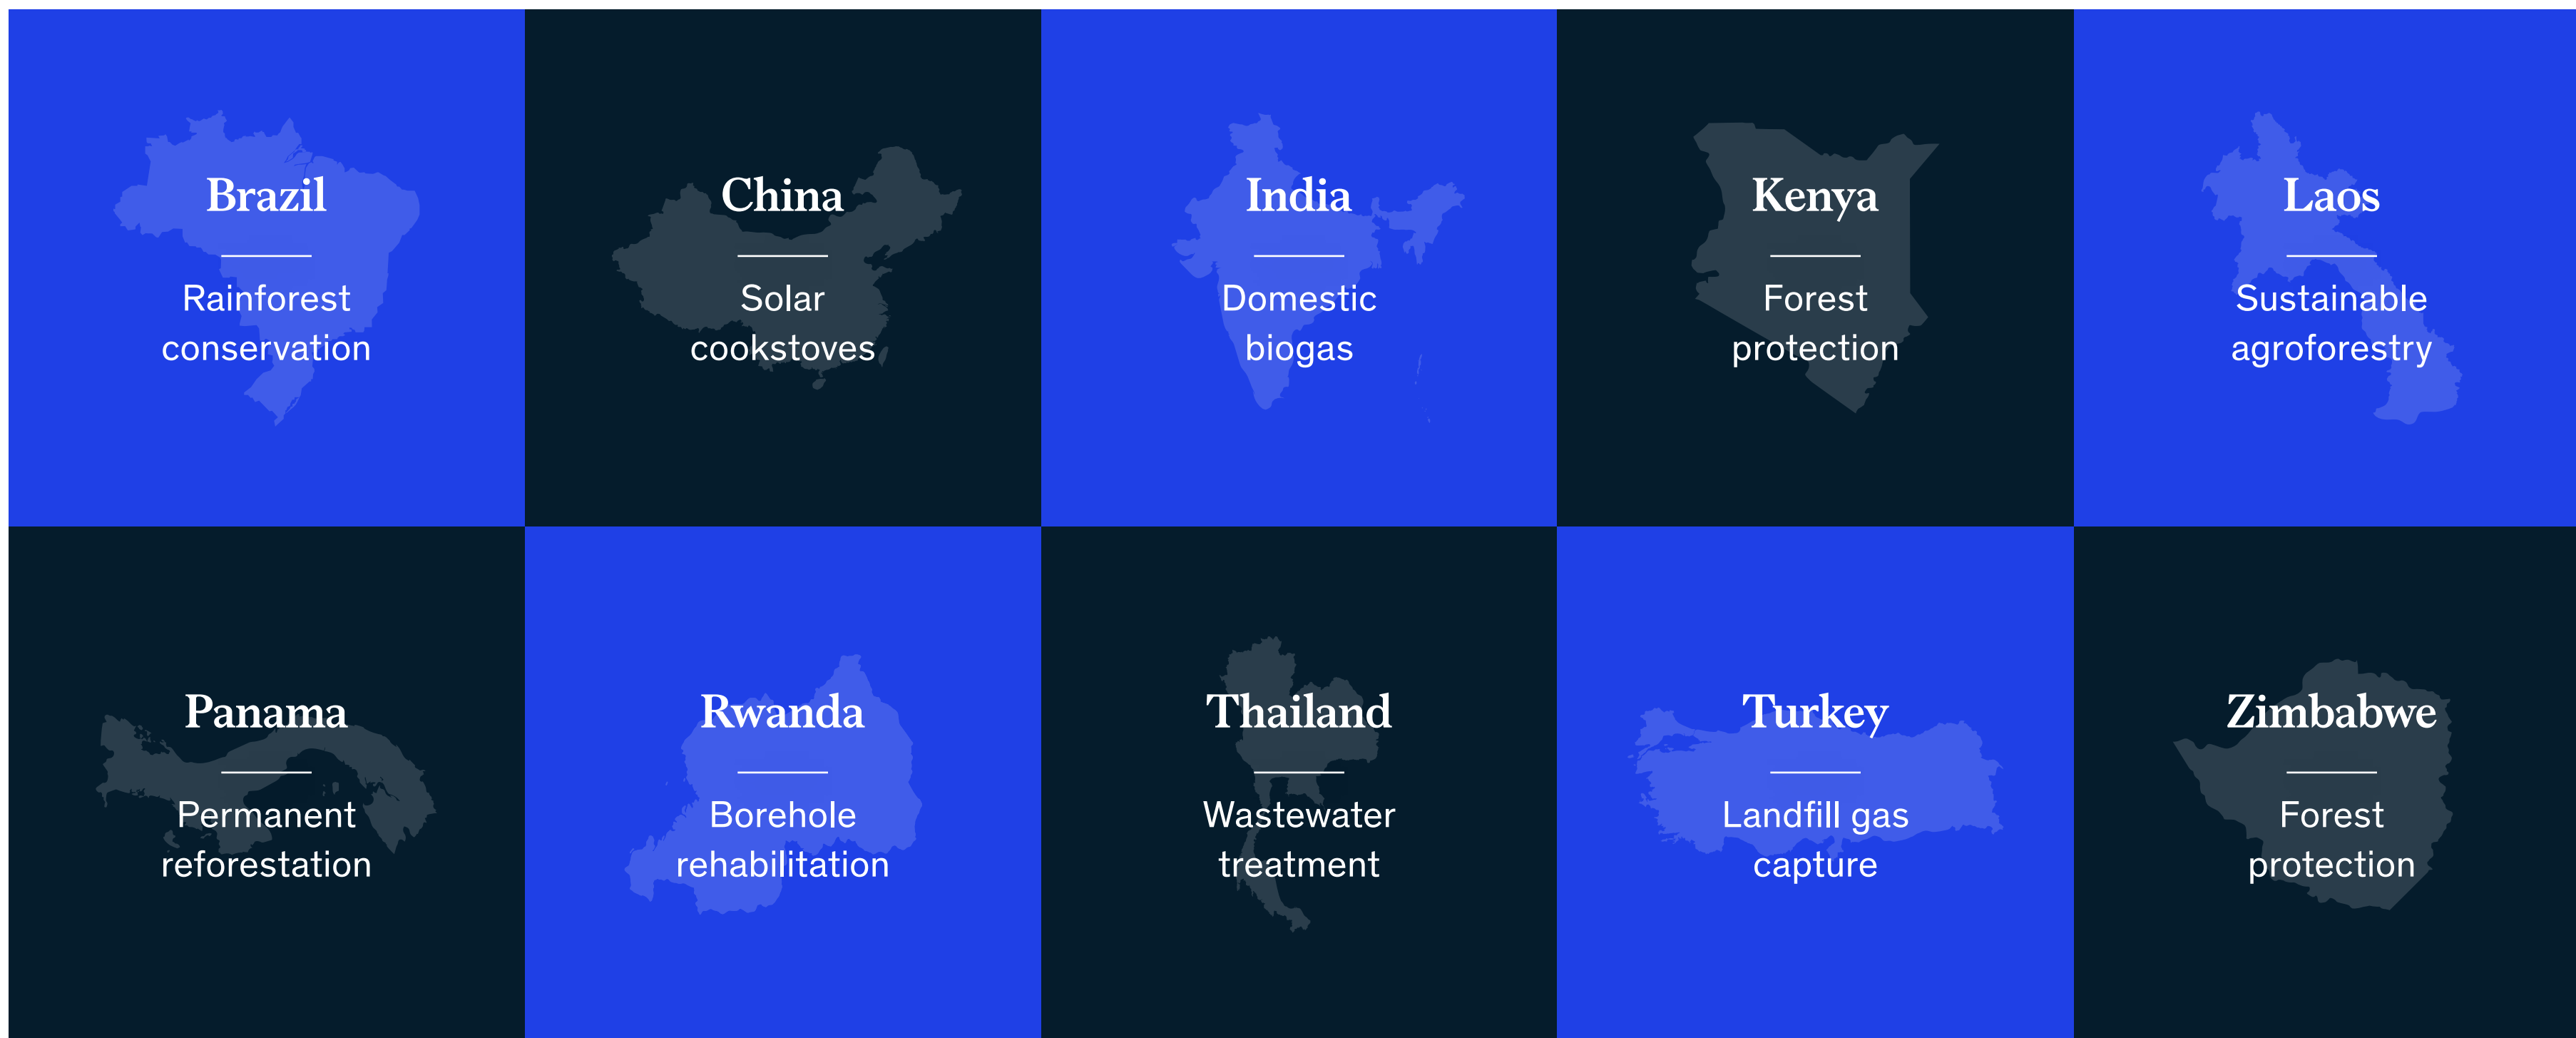 Brazil
Rainforest
conservation
China
Solar
cookstoves
India
Domestic
biogas
Kenya
Forest
protection
Laos
Sustainable
agroforestry
Panama
Permanent
reforestation
Rwanda
Borehole
rehabilitation
Thailand
Wastewater
treatment
Turkey
Landfill gas
capture
Zimbabwe
Forest
protection